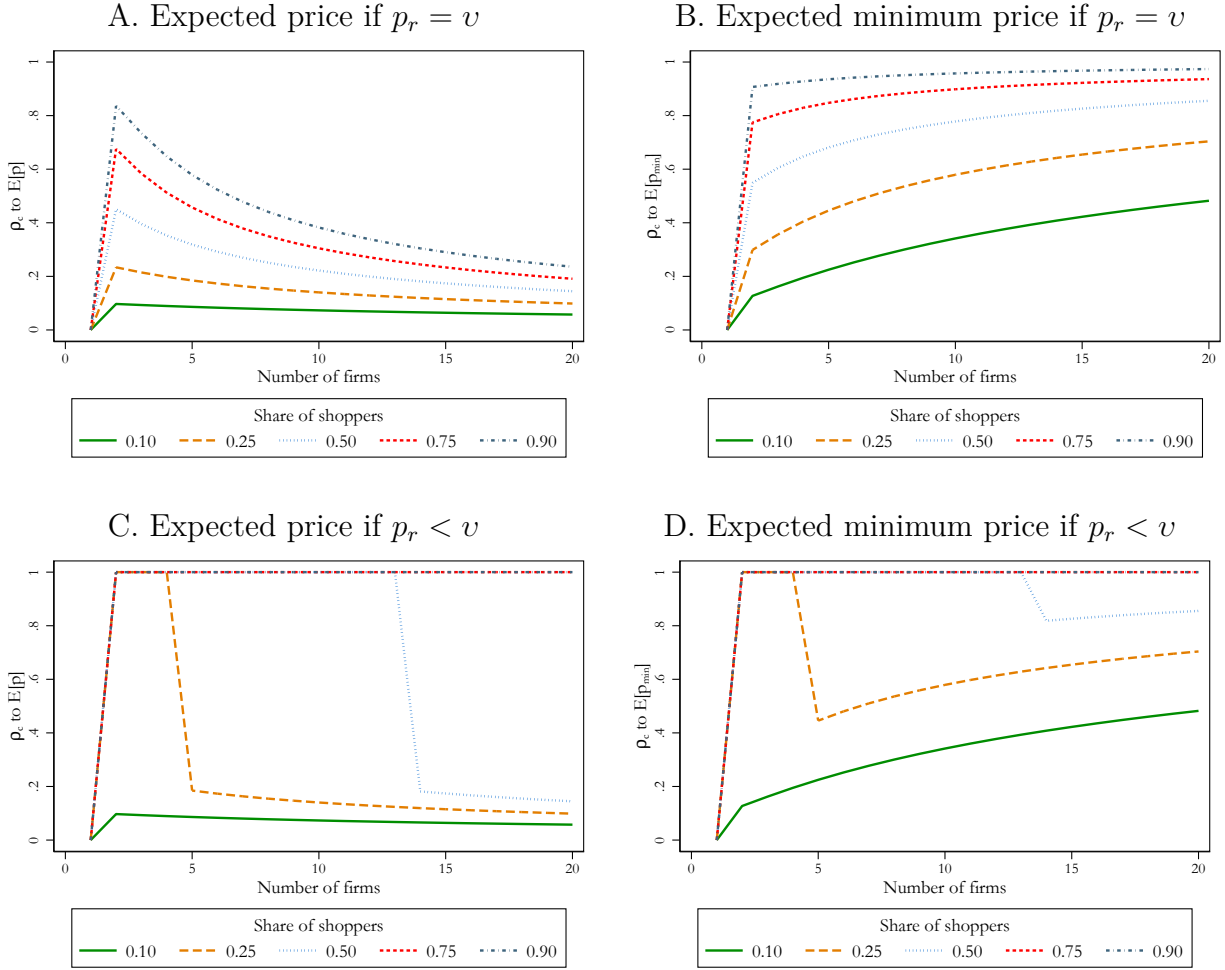 A. Expected price if p_r = υ
ρ_c to E[p]
1
.8
.6
.4
.2
0
0 5 10 15 20
Number of firms
Share of shoppers
0.10 0.25 0.50 0.75 0.90
B. Expected minimum price if p_r = υ
ρ_c to E[p_min]
1
.8
.6
.4
.2
0
0 5 10 15 20
Number of firms
Share of shoppers
0.10 0.25 0.50 0.75 0.90
C. Expected price if p_r < υ
ρ_c to E[p]
1
.8
.6
.4
.2
0
0 5 10 15 20
Number of firms
Share of shoppers
0.10 0.25 0.50 0.75 0.90
D. Expected minimum price if p_r < υ
ρ_c to E[p_min]
1
.8
.6
.4
.2
0
0 5 10 15 20
Number of firms
Share of shoppers
0.10 0.25 0.50 0.75 0.90